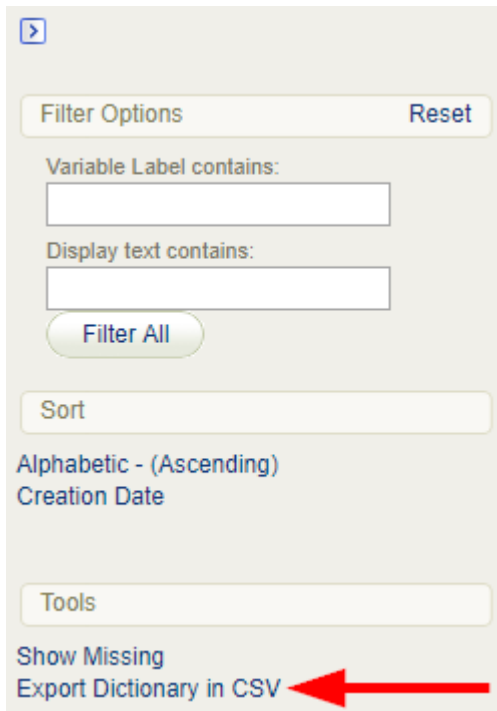 Filter Options Reset
Variable Label contains:
Display text contains:
Filter All
Sort
Alphabetic - (Ascending)
Creation Date
Tools
Show Missing
Export Dictionary in CSV